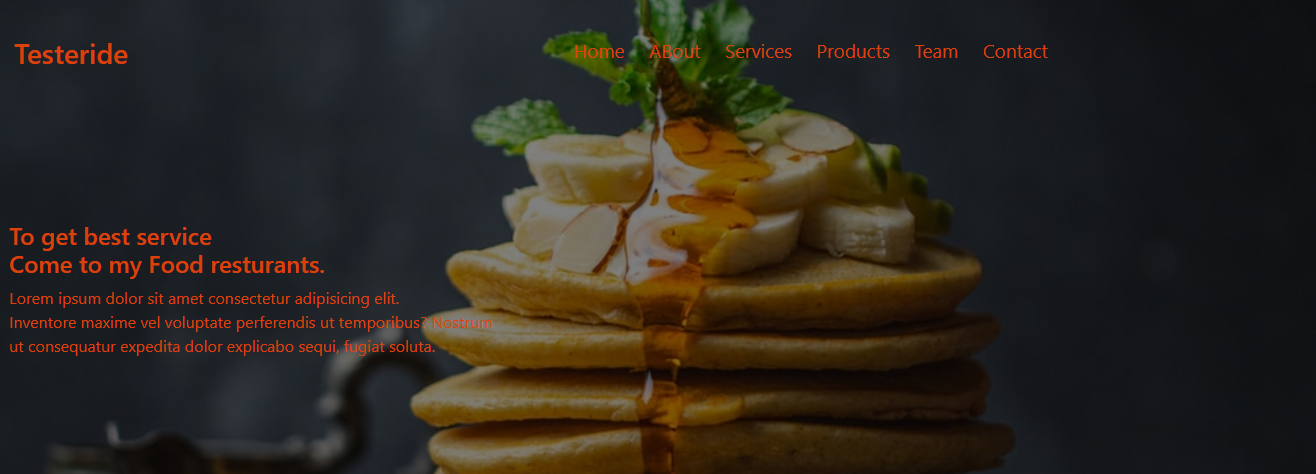 Testeride
Home ABout Services Products Team Contact
To get best service
Come to my Food resturants.
Lorem ipsum dolor sit amet consectetur adipisicing elit.
Inventore maxime vel voluptate perferendis ut temporibus? Nostrum
ut consequatur expedita dolor explicabo sequi, fugiat soluta.